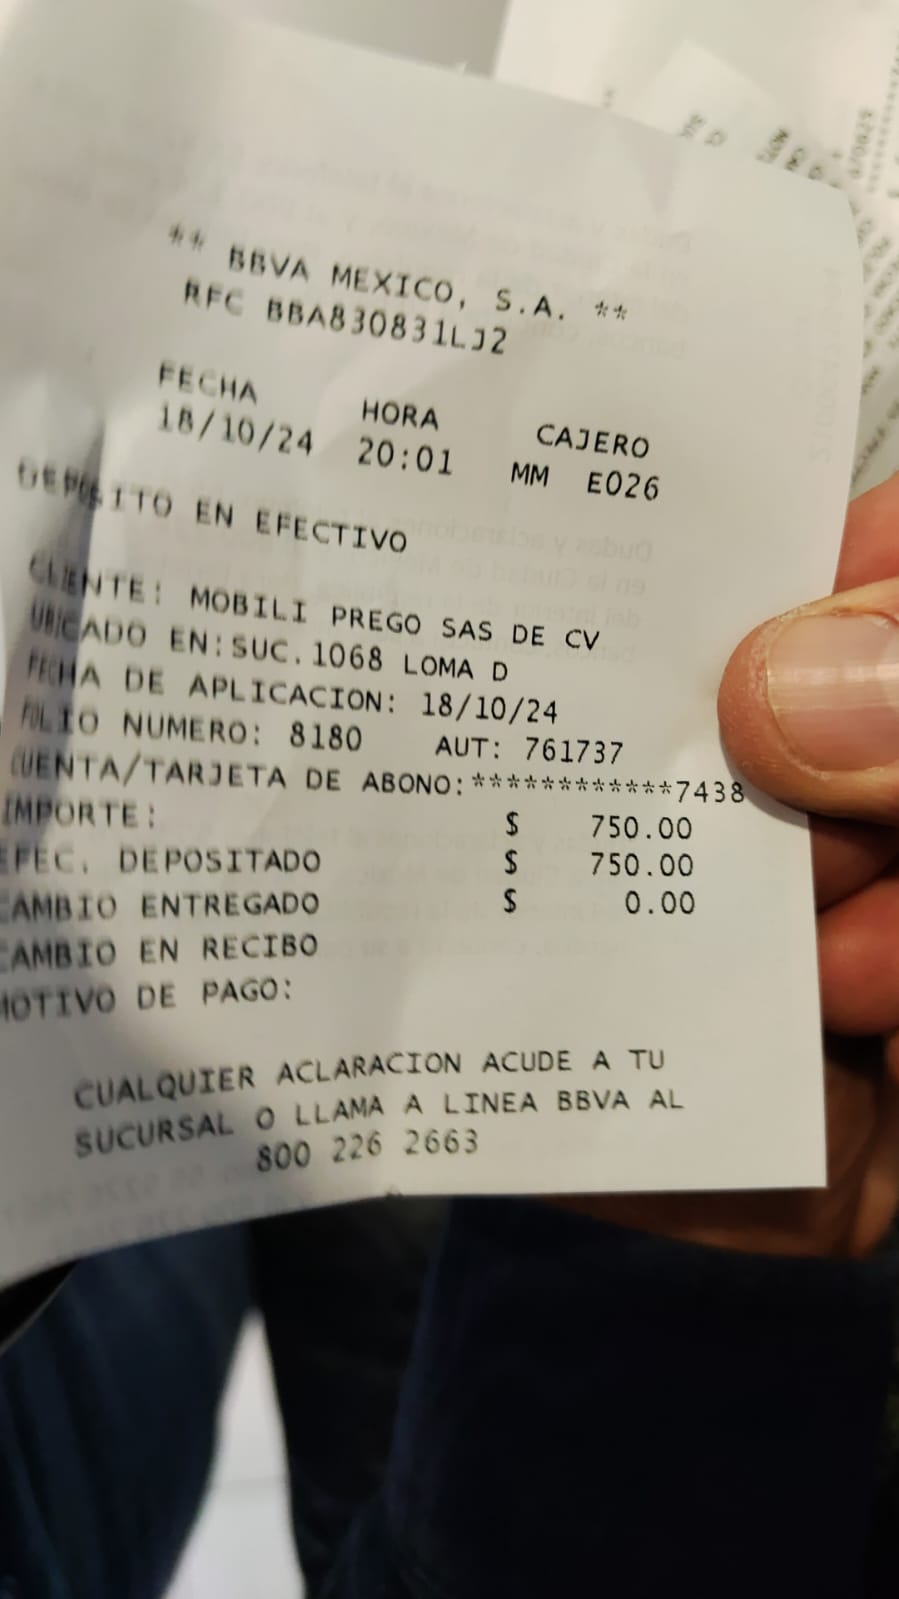 ** BBVA MEXICO, S.A. **
RFC BBA830831LJ2
FECHA HORA CAJERO
18/10/24 20:01 MM E026
DEPOSITO EN EFECTIVO
CLIENTE: MOBILI PREGO SAS DE CV
UBICADO EN:SUC.1068 LOMA D
FECHA DE APLICACION: 18/10/24
FOLIO NUMERO: 8180 AUT: 761737
CUENTA/TARJETA DE ABONO:************7438
IMPORTE: $ 750.00
EFEC. DEPOSITADO $ 750.00
CAMBIO ENTREGADO $ 0.00
CAMBIO EN RECIBO
MOTIVO DE PAGO:
CUALQUIER ACLARACION ACUDE A TU
SUCURSAL O LLAMA A LINEA BBVA AL
800 226 2663